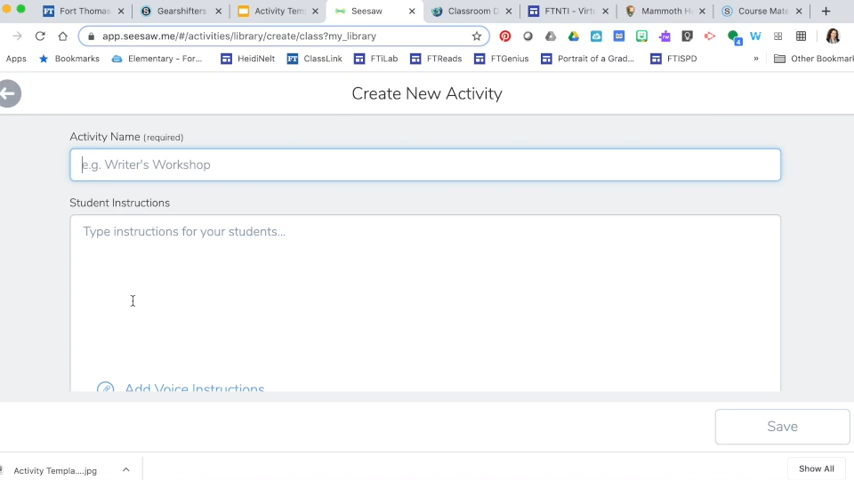 Fort Thomas
Gearshifters
Activity Tem
Seesaw
Classroom D
FTNTI - Virt
Mammoth H
Course Mate
app.seesaw.me/#/activities/library/create/class?my_library
Apps
Bookmarks
Elementary - For...
HeidiNelt
ClassLink
FTiLab
FTReads
FTGenius
Portrait of a Grad...
FTISPD
»
Other Bookmar
Create New Activity
Activity Name (required)
e.g. Writer's Workshop
Student Instructions
Type instructions for your students...
Add Voice Instructions
Save
Activity Templa....jpg
Show All